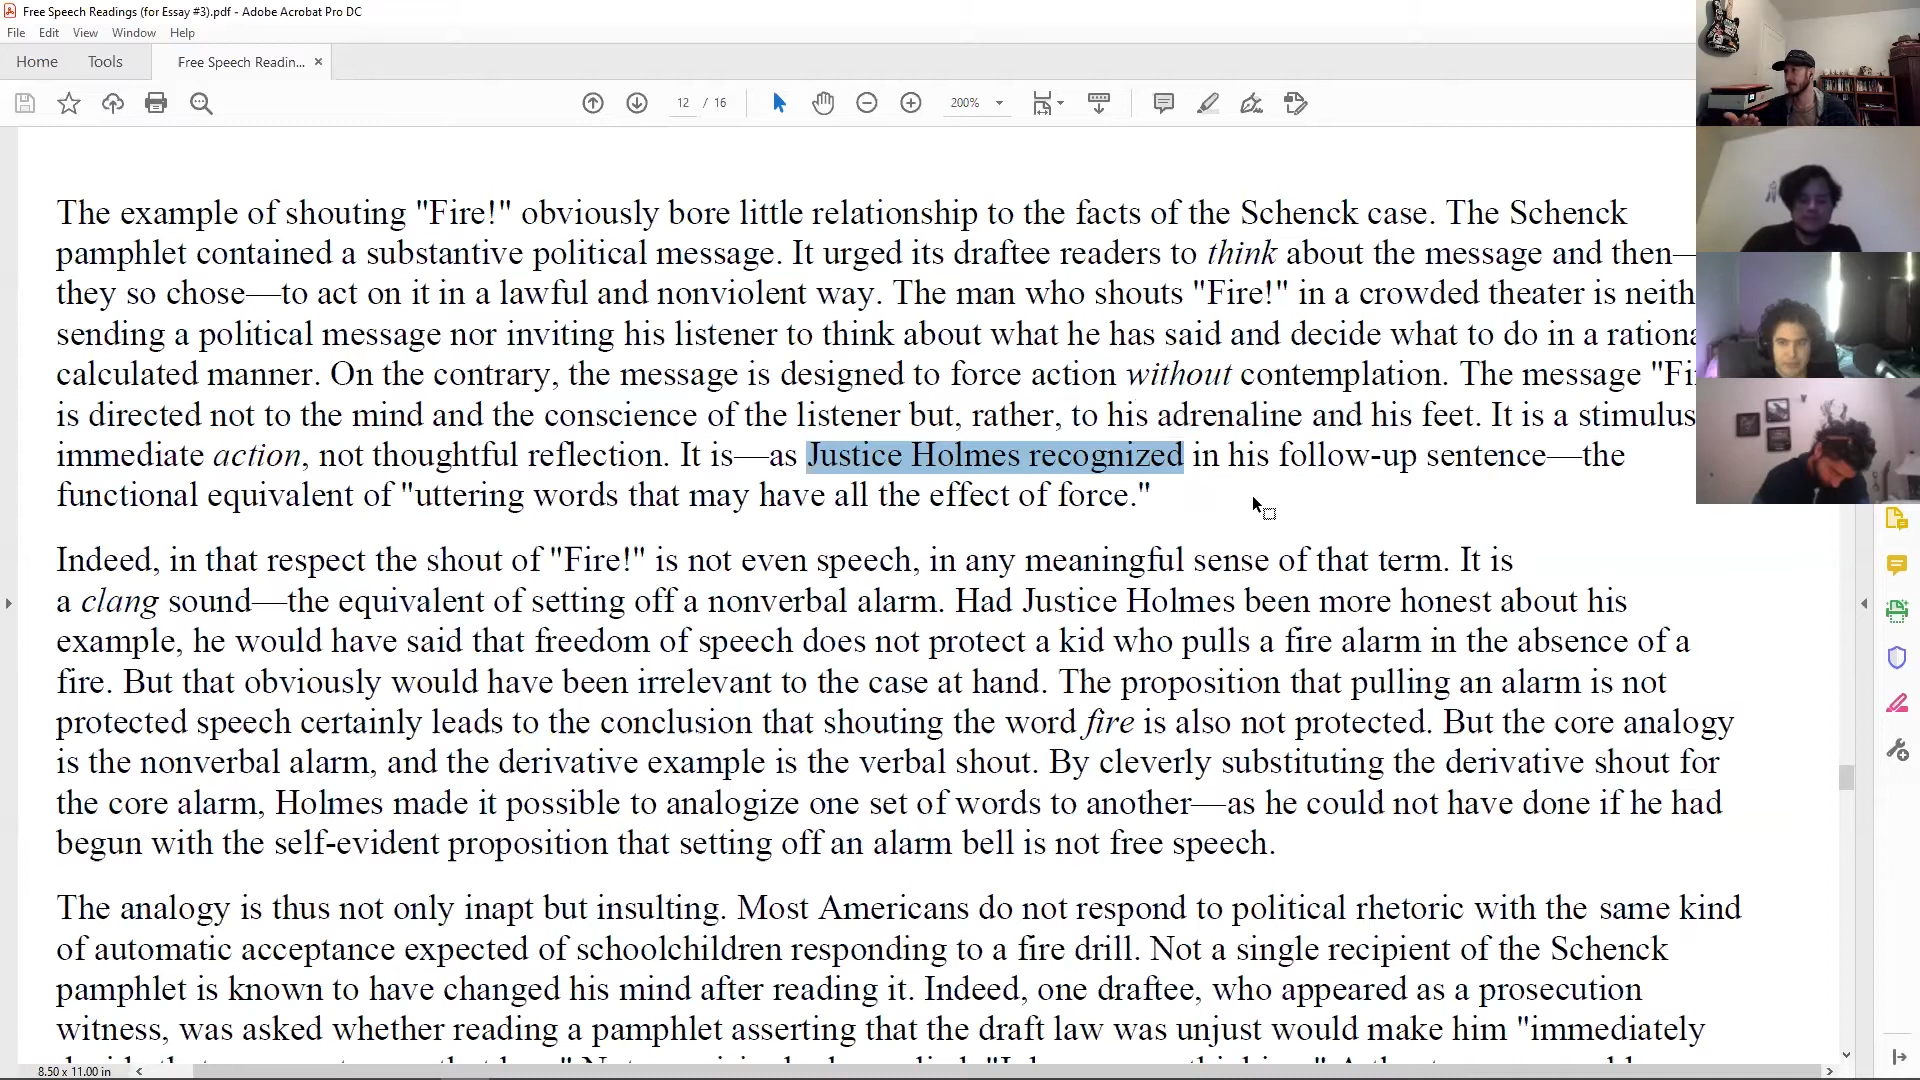 Free Speech Readings (for Essay #3).pdf - Adobe Acrobat Pro DC
File Edit View Window Help
Home Tools Free Speech Readin... ×
12 / 16 200%
The example of shouting "Fire!" obviously bore little relationship to the facts of the Schenck case. The Schenck
pamphlet contained a substantive political message. It urged its draftee readers to think about the message and then—
they so chose—to act on it in a lawful and nonviolent way. The man who shouts "Fire!" in a crowded theater is neith
sending a political message nor inviting his listener to think about what he has said and decide what to do in a rationa
calculated manner. On the contrary, the message is designed to force action without contemplation. The message "Fi
is directed not to the mind and the conscience of the listener but, rather, to his adrenaline and his feet. It is a stimulus
immediate action, not thoughtful reflection. It is—as Justice Holmes recognized in his follow-up sentence—the
functional equivalent of "uttering words that may have all the effect of force."
Indeed, in that respect the shout of "Fire!" is not even speech, in any meaningful sense of that term. It is
a clang sound—the equivalent of setting off a nonverbal alarm. Had Justice Holmes been more honest about his
example, he would have said that freedom of speech does not protect a kid who pulls a fire alarm in the absence of a
fire. But that obviously would have been irrelevant to the case at hand. The proposition that pulling an alarm is not
protected speech certainly leads to the conclusion that shouting the word fire is also not protected. But the core analogy
is the nonverbal alarm, and the derivative example is the verbal shout. By cleverly substituting the derivative shout for
the core alarm, Holmes made it possible to analogize one set of words to another—as he could not have done if he had
begun with the self-evident proposition that setting off an alarm bell is not free speech.
The analogy is thus not only inapt but insulting. Most Americans do not respond to political rhetoric with the same kind
of automatic acceptance expected of schoolchildren responding to a fire drill. Not a single recipient of the Schenck
pamphlet is known to have changed his mind after reading it. Indeed, one draftee, who appeared as a prosecution
witness, was asked whether reading a pamphlet asserting that the draft law was unjust would make him "immediately
8.50 x 11.00 in